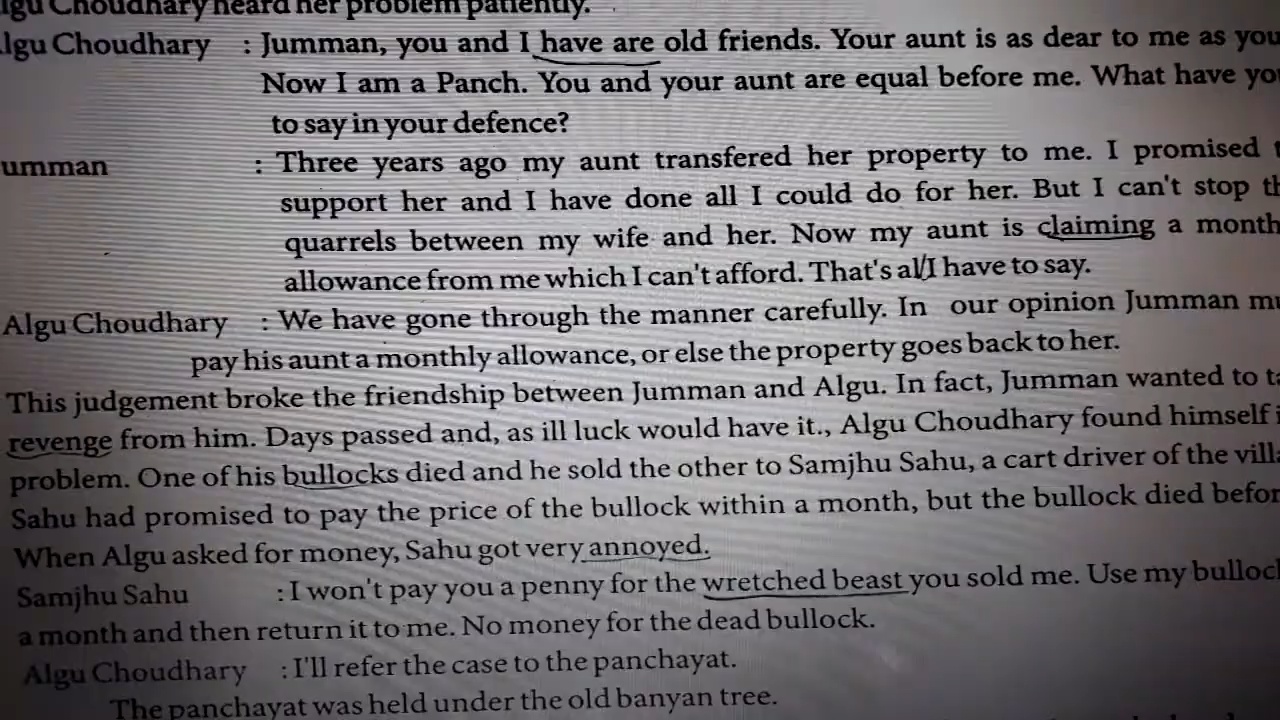 lgu Choudhary heard her problem patiently.
lgu Choudhary : Jumman, you and I have are old friends. Your aunt is as dear to me as you
Now I am a Panch. You and your aunt are equal before me. What have
to say in your defence?
umman : Three years ago my aunt transfered her property to me. I promised
support her and I have done all I could do for her. But I can't stop
quarrels between my wife and her. Now my aunt is claiming a month
allowance from me which I can't afford. That's al/I have to say.
Algu Choudhary : We have gone through the manner carefully. In our opinion Jumman
pay his aunt a monthly allowance, or else the property goes back to her.
This judgement broke the friendship between Jumman and Algu. In fact, Jumman wanted to
revenge from him. Days passed and, as ill luck would have it., Algu Choudhary found himself
problem. One of his bullocks died and he sold the other to Samjhu Sahu, a cart driver of the
Sahu had promised to pay the price of the bullock within a month, but the bullock died befor
When Algu asked for money, Sahu got very annoyed.
Samjhu Sahu : I won't pay you a penny for the wretched beast you sold me. Use my bulloc
a month and then return it to me. No money for the dead bullock.
Algu Choudhary : I'll refer the case to the panchayat.
The panchayat was held under the old banyan tree.